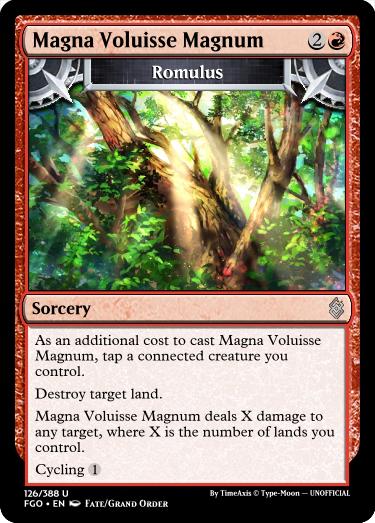 Magna Voluisse Magnum 2
Romulus
Sorcery
As an additional cost to cast Magna Voluisse
Magnum, tap a connected creature you
control.
Destroy target land.
Magna Voluisse Magnum deals X damage to
any target, where X is the number of lands you
control.
Cycling 1
126/388 U
FGO • EN Fate/Grand Order
By TimeAxis © Type-Moon — UNOFFICIAL